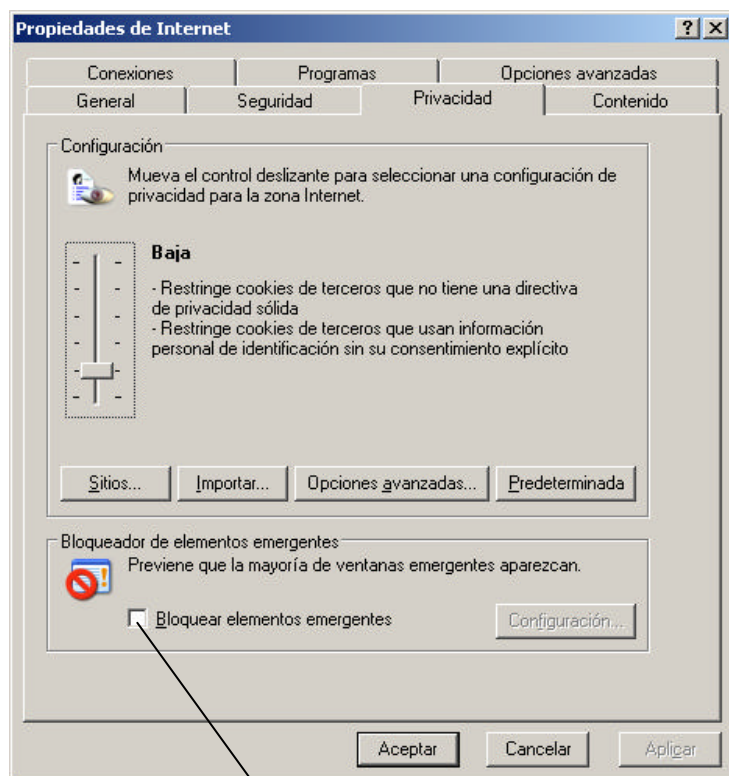 Propiedades de Internet
Conexiones Programas Opciones avanzadas
General Seguridad Privacidad Contenido
Configuración
Mueva el control deslizante para seleccionar una configuración de
privacidad para la zona Internet.
Baja
- Restringe cookies de terceros que no tiene una directiva
de privacidad sólida
- Restringe cookies de terceros que usan información
personal de identificación sin su consentimiento explícito
Sitios... Importar... Opciones avanzadas... Predeterminada
Bloqueador de elementos emergentes
Previene que la mayoría de ventanas emergentes aparezcan.
Bloquear elementos emergentes Configuración...
Aceptar Cancelar Aplicar